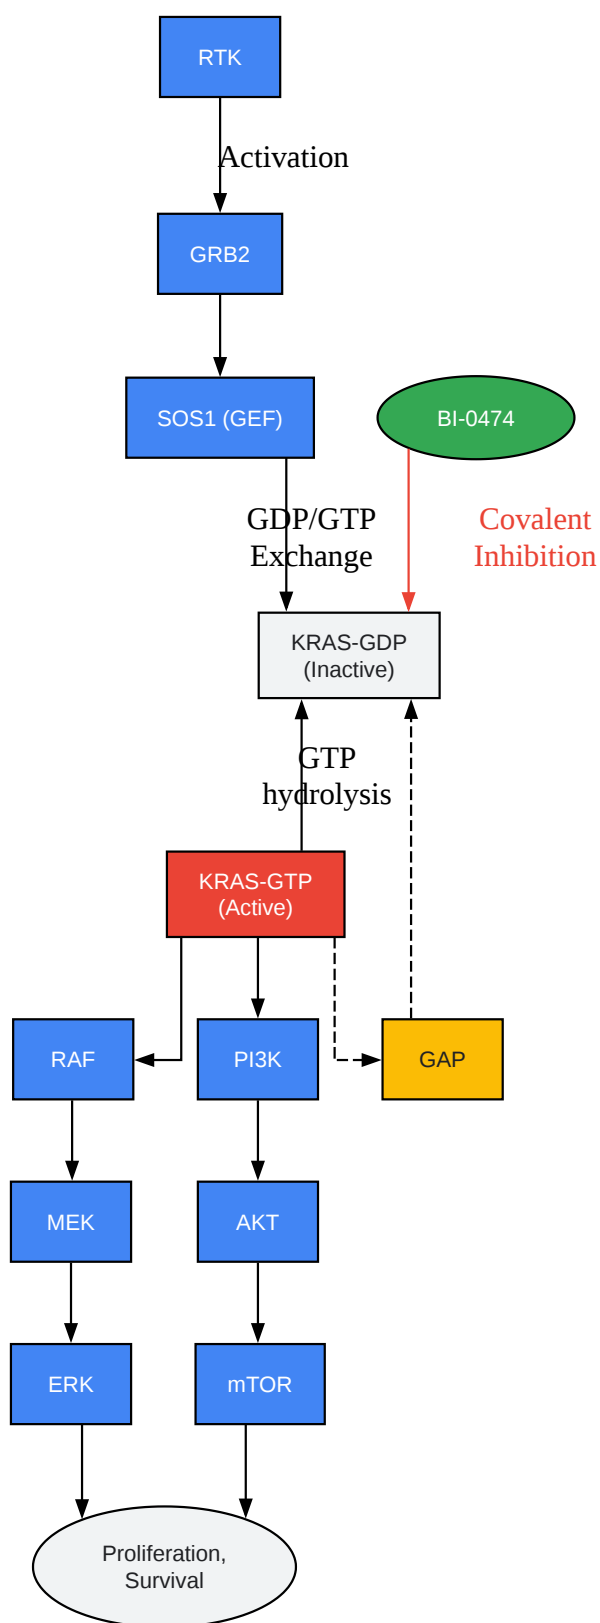 RTK
Activation
GRB2
SOS1 (GEF)
BI-0474
GDP/GTP
Exchange
Covalent
Inhibition
KRAS-GDP
(Inactive)
GTP
hydrolysis
KRAS-GTP
(Active)
RAF
PI3K
GAP
MEK
AKT
ERK
mTOR
Proliferation,
Survival